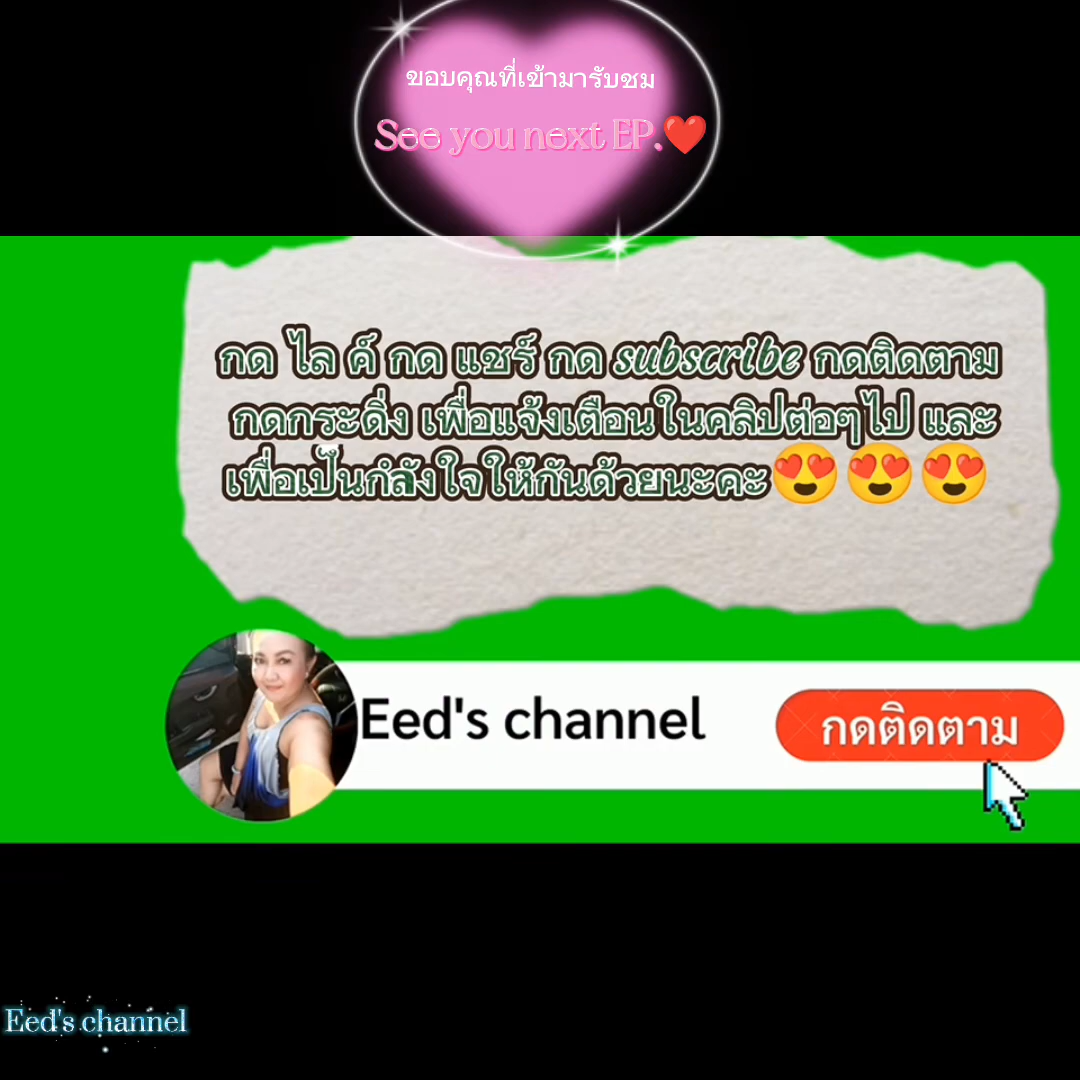 ขอบคุณที่เข้ามารับชม
See you next EP.❤️
กด ไล ค์ กด แชร์ กด subscribe กดติดตาม
กดกระดิ่ง เพื่อแจ้งเตือนในคลิปต่อๆไป และ
เพื่อเป็นกำลังใจให้กันด้วยนะคะ😍😍😍
Eed's channel
กดติดตาม
Eed's channel